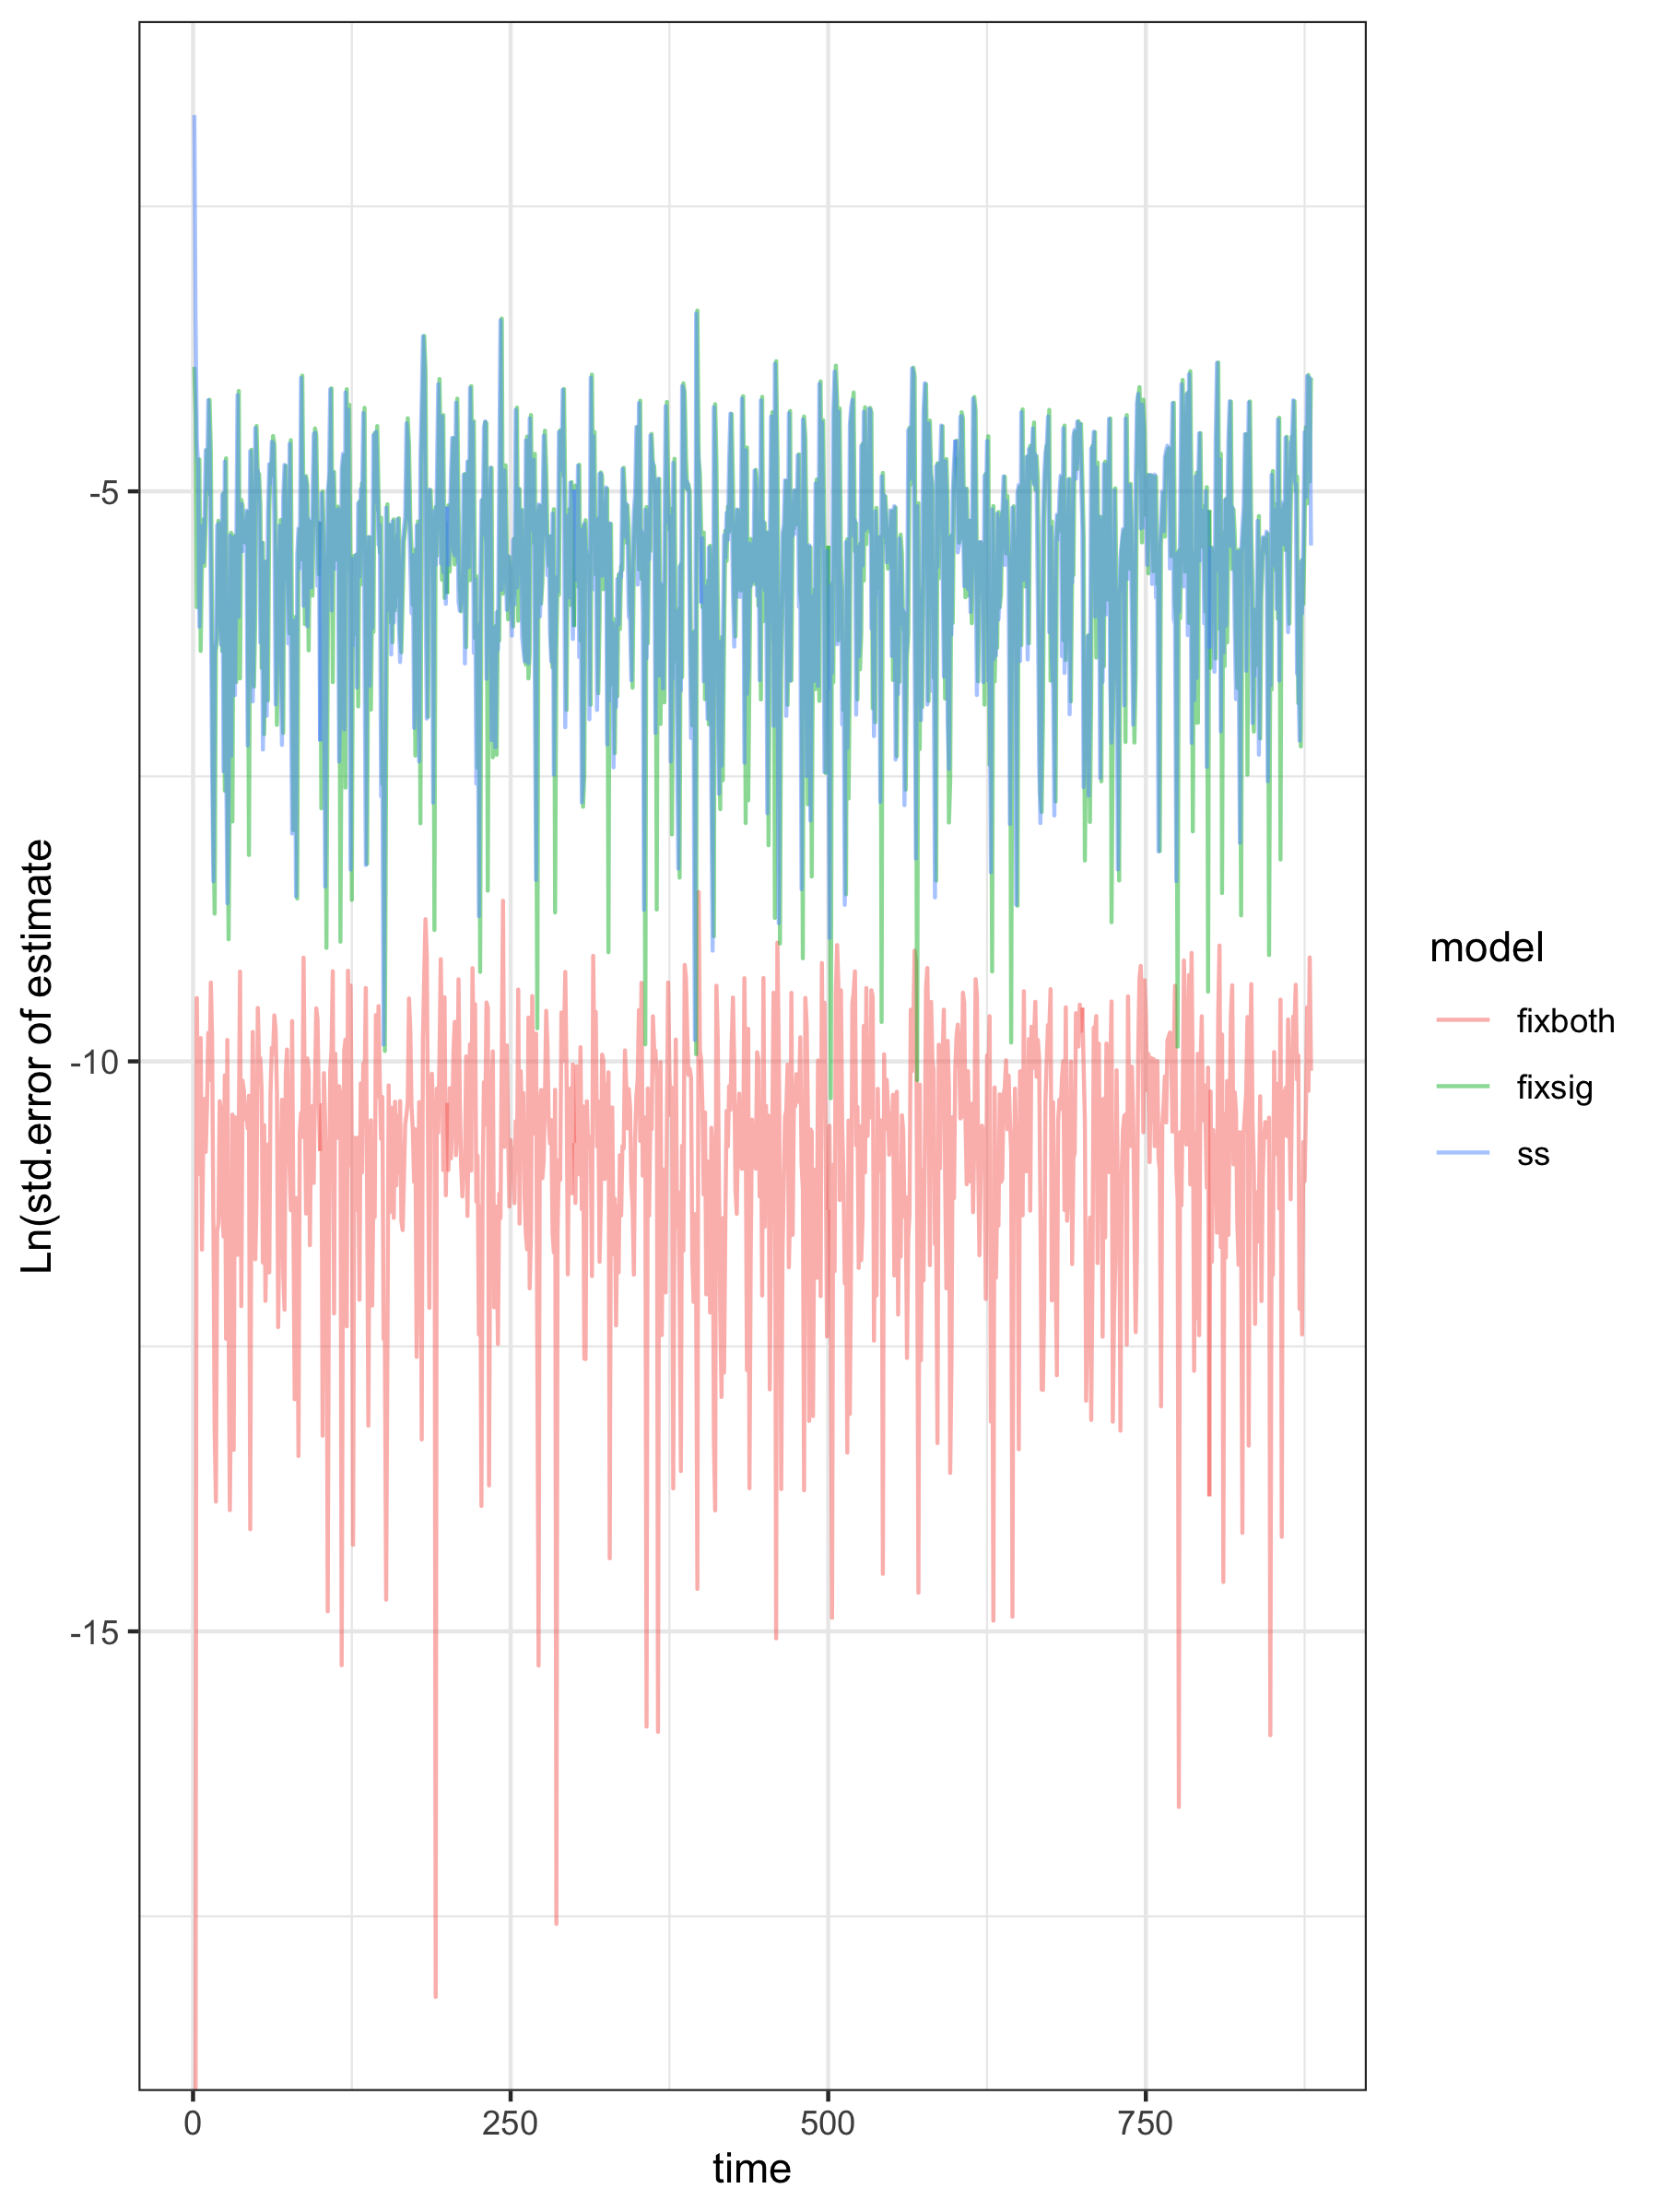 Ln(std.error of estimate
-5
-10
-15
0
250
500
750
time
model
fixboth
fixsig
ss